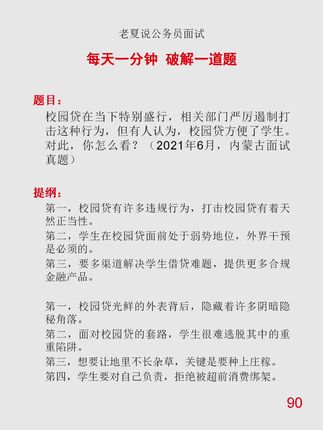 老夏说公务员面试
每天一分钟 破解一道题
题目：
校园贷在当下特别盛行，相关部门严厉遏制打
击这种行为，但有人认为，校园贷方便了学生。
对此，你怎么看？（2021年6月，内蒙古面试
真题）
提纲：
第一，校园贷有许多违规行为，打击校园贷有着天
然正当性。
第二，学生在校园贷面前处于弱势地位，外界干预
是必须的。
第三，要多渠道解决学生借贷难题，提供更多合规
金融产品。
第一，校园贷光鲜的外表背后，隐藏着许多阴暗隐
秘角落。
第二，面对校园贷的套路，学生很难逃脱其中的重
重陷阱。
第三，想要让地里不长杂草，关键是要种上庄稼。
第四，学生要对自己负责，拒绝被超前消费绑架。
90